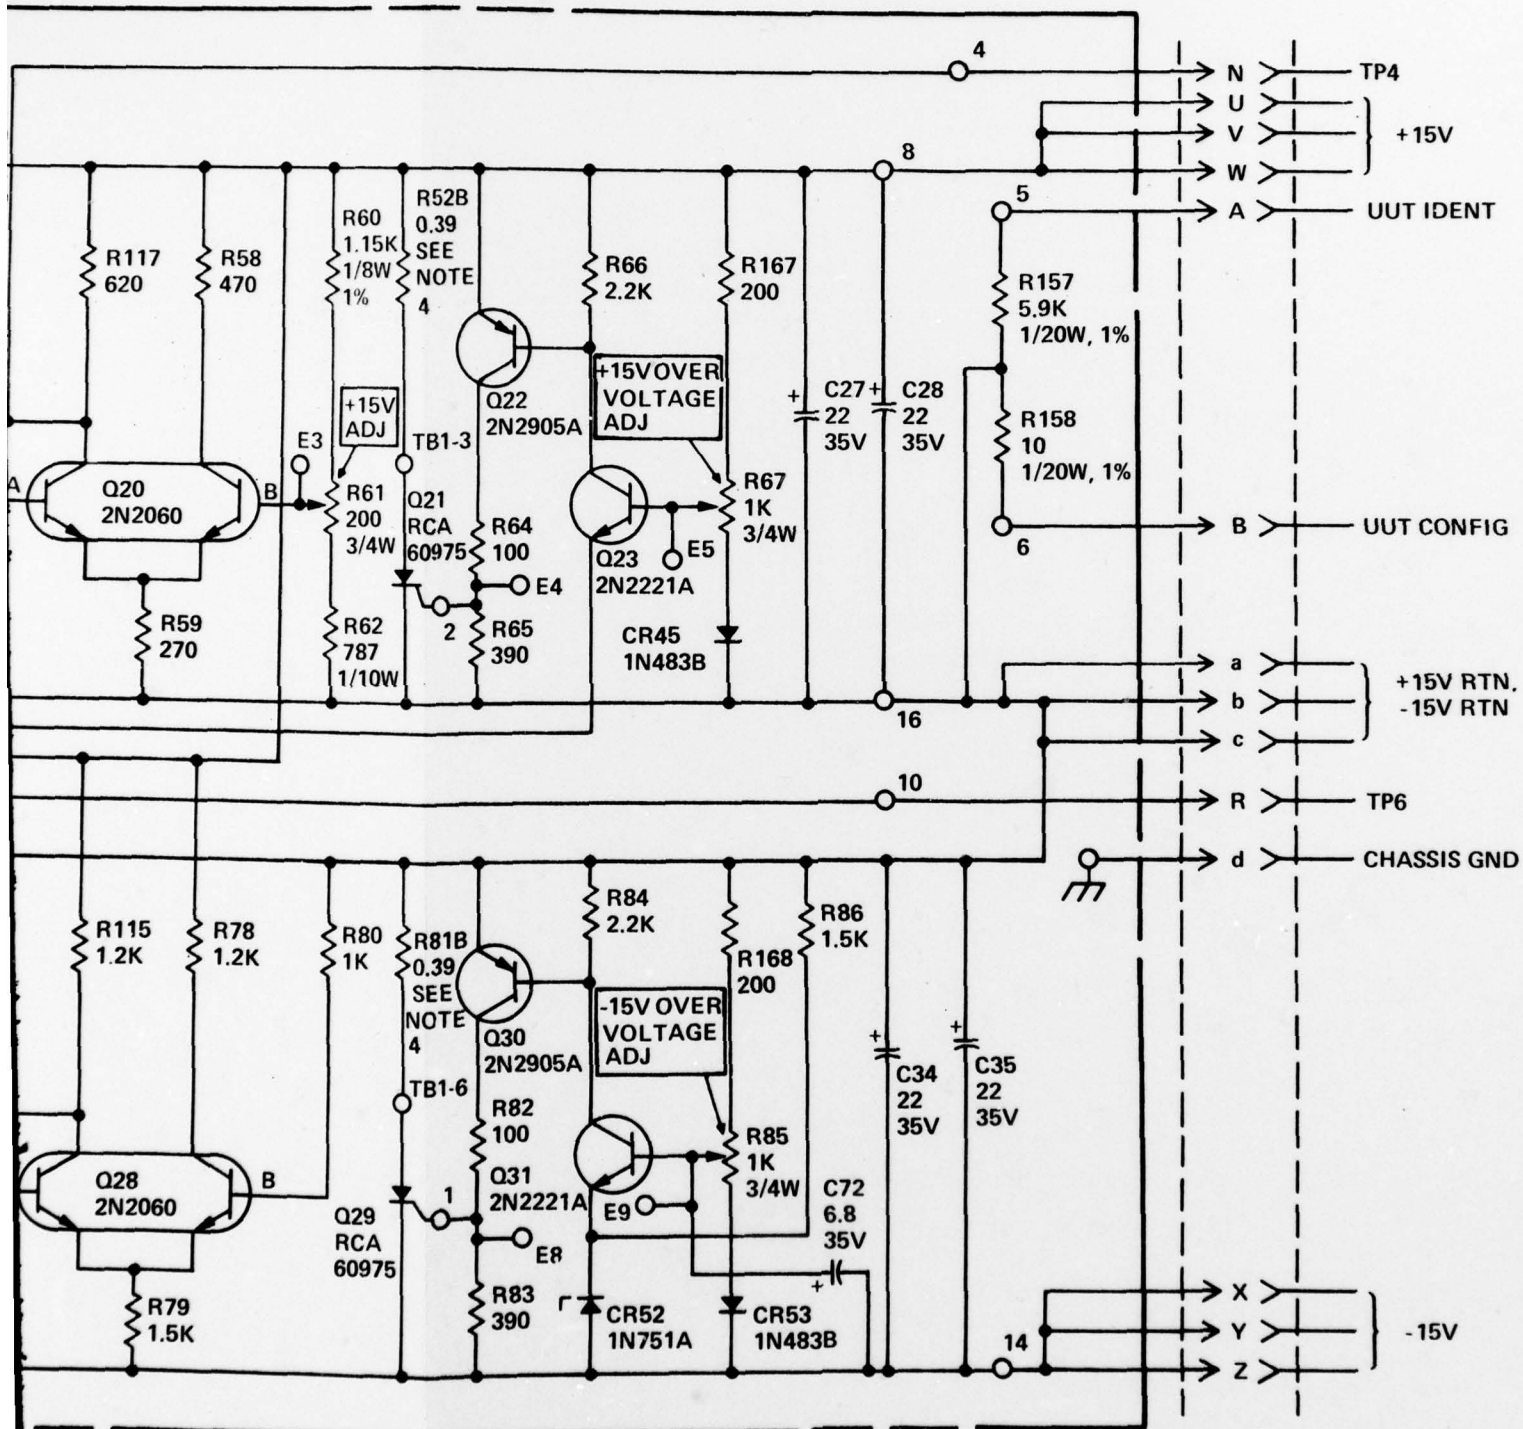 4
N
TP4
U
V
+15V
W
8
5
A
UUT IDENT
R117
620
R58
470
R60
1.15K
1/8W
1%
R52B
0.39
SEE
NOTE
4
R66
2.2K
R167
200
R157
5.9K
1/20W, 1%
Q22
2N2905A
+15V OVER
VOLTAGE
ADJ
+
C27
22
35V
+
C28
22
35V
R158
10
1/20W, 1%
+15V
ADJ
E3
TB1-3
A
Q20
2N2060
B
R61
200
3/4W
Q21
RCA
60975
R64
100
E4
Q23
2N2221A
E5
R67
1K
3/4W
6
B
UUT CONFIG
R59
270
R62
787
1/10W
2
R65
390
CR45
1N483B
a
b
c
+15V RTN.
-15V RTN
16
10
R
TP6
d
CHASSIS GND
R115
1.2K
R78
1.2K
R80
1K
R81B
0.39
SEE
NOTE
4
R84
2.2K
R168
200
R86
1.5K
Q30
2N2905A
-15V OVER
VOLTAGE
ADJ
+
C34
22
35V
+
C35
22
35V
TB1-6
R82
100
Q28
2N2060
B
Q29
RCA
60975
1
Q31
2N2221A
E8
E9
R85
1K
3/4W
C72
6.8
35V
+
R79
1.5K
R83
390
CR52
1N751A
CR53
1N483B
14
X
Y
Z
-15V